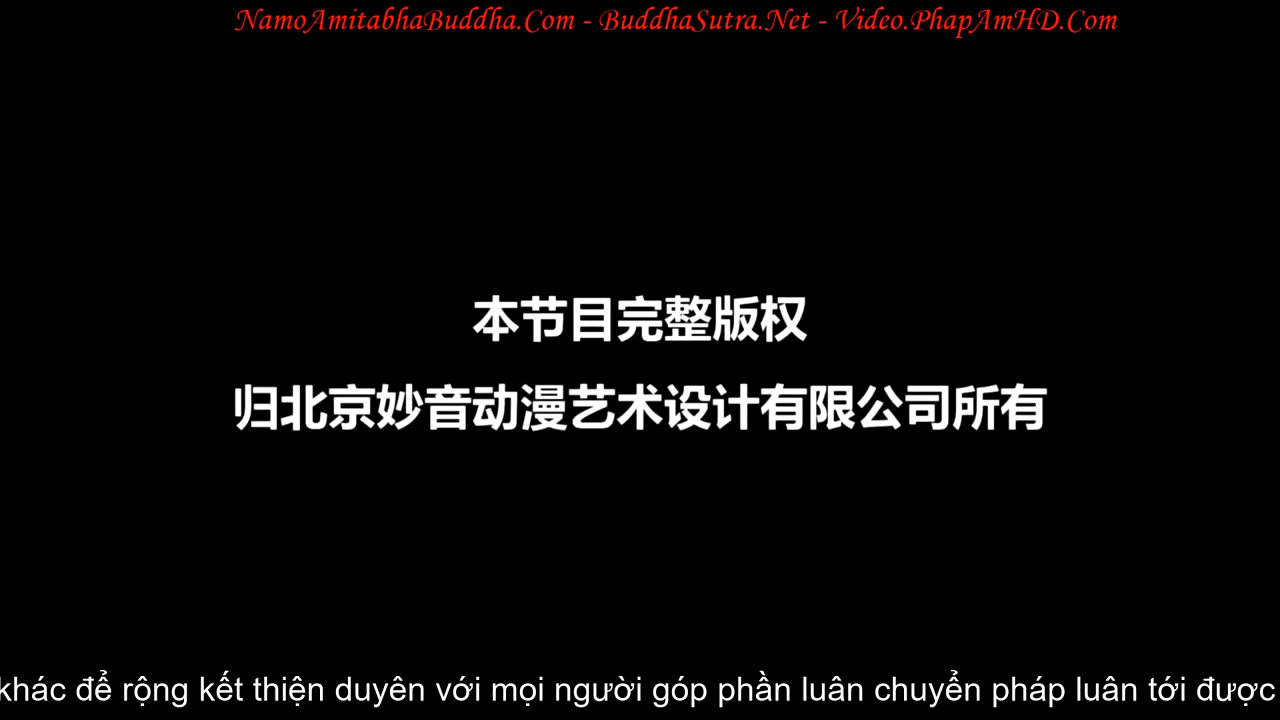 NamoAmitabhaBuddha.Com - BuddhaSutra.Net - Video.PhapAmHD.Com
本节目完整版权
归北京妙音动漫艺术设计有限公司所有
khác để rộng kết thiện duyên với mọi người góp phần luân chuyển pháp luân tới được